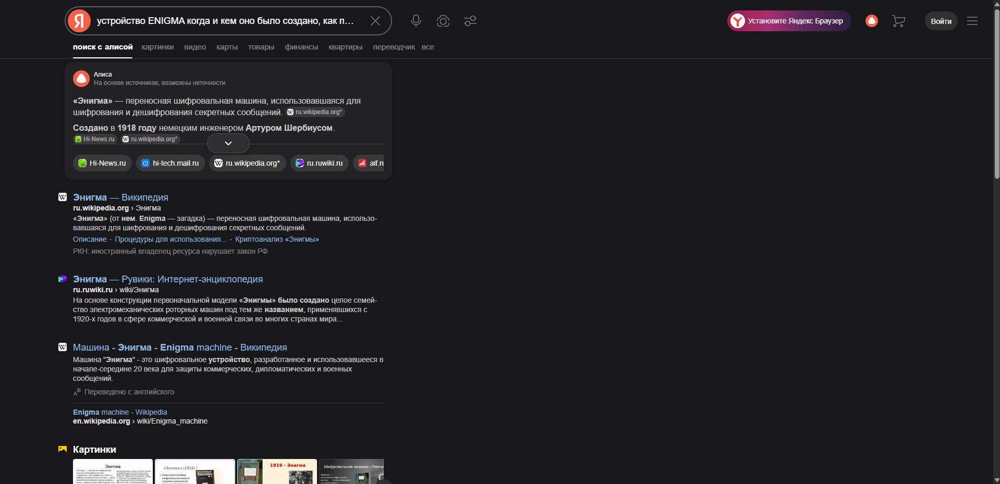 Я
устройство ENIGMA когда и кем оно было создано, как п...
Установите Яндекс Браузер
Войти
поиск с алисой картинки видео карты товары финансы квартиры переводчик все
Алиса
На основе источников, возможны неточности
«Энигма» — переносная шифровальная машина, использовавшаяся для
шифрования и дешифрования секретных сообщений. ru.wikipedia.org*
Создано в 1918 году немецким инженером Артуром Шербиусом.
Hi-News.ru ru.wikipedia.org*
Hi-News.ru hi-tech.mail.ru ru.wikipedia.org* ru.ruwiki.ru aif.ru
Энигма — Википедия
ru.wikipedia.org › Энигма
«Энигма» (от нем. Enigma — загадка) — переносная шифровальная машина, использо-
вавшаяся для шифрования и дешифрования секретных сообщений.
Описание · Процедуры для использования... · Криптоанализ «Энигмы»
РКН: иностранный владелец ресурса нарушает закон РФ
Энигма — Рувики: Интернет-энциклопедия
ru.ruwiki.ru › wiki/Энигма
На основе конструкции первоначальной модели «Энигмы» было создано целое семей-
ство электромеханических роторных машин под тем же названием, применявшихся с
1920-х годов в сфере коммерческой и военной связи во многих странах мира...
Машина - Энигма - Enigma machine - Википедия
Машина "Энигма" - это шифровальное устройство, разработанное и использовавшееся в
начале-середине 20 века для защиты коммерческих, дипломатических и военных
сообщений.
Переведено с английского
Enigma machine - Wikipedia
en.wikipedia.org › wiki/Enigma_machine
Картинки
Энигма
«Энигма» (1918г.)
1919 - Энигма
Шифровальная машина «Энигм